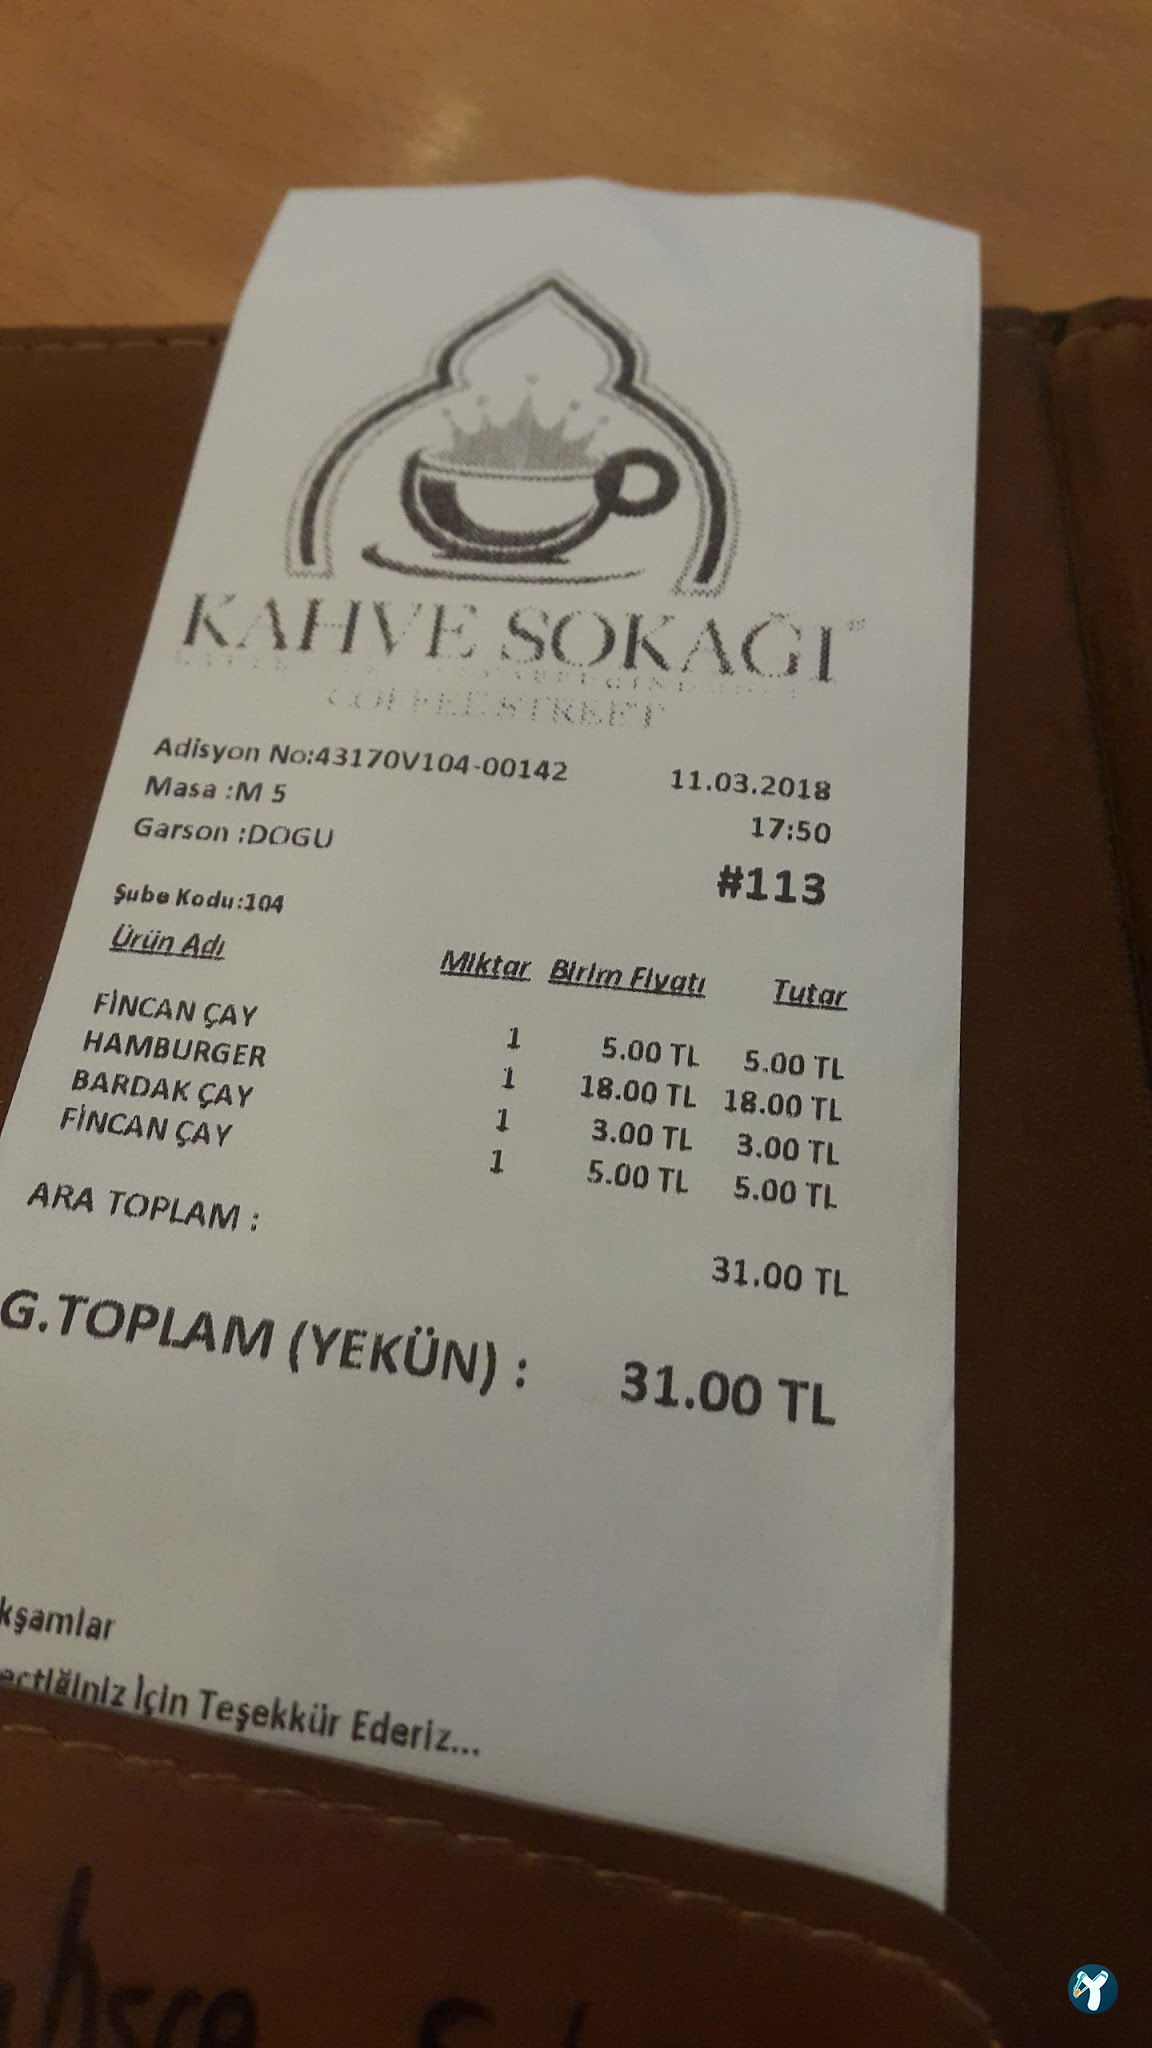 KAHVE SOKAĞI®
COFFEE STREET
Adisyon No:43170V104-00142
11.03.2018
Masa :M 5
17:50
Garson :DOGU
#113
Şube Kodu:104
Ürün Adı Miktar Birim Fiyatı Tutar
FİNCAN ÇAY 1 5.00 TL 5.00 TL
HAMBURGER 1 18.00 TL 18.00 TL
BARDAK ÇAY 1 3.00 TL 3.00 TL
FİNCAN ÇAY 1 5.00 TL 5.00 TL
ARA TOPLAM : 31.00 TL
G.TOPLAM (YEKÜN) : 31.00 TL
kşamlar
İçin Teşekkür Ederiz...